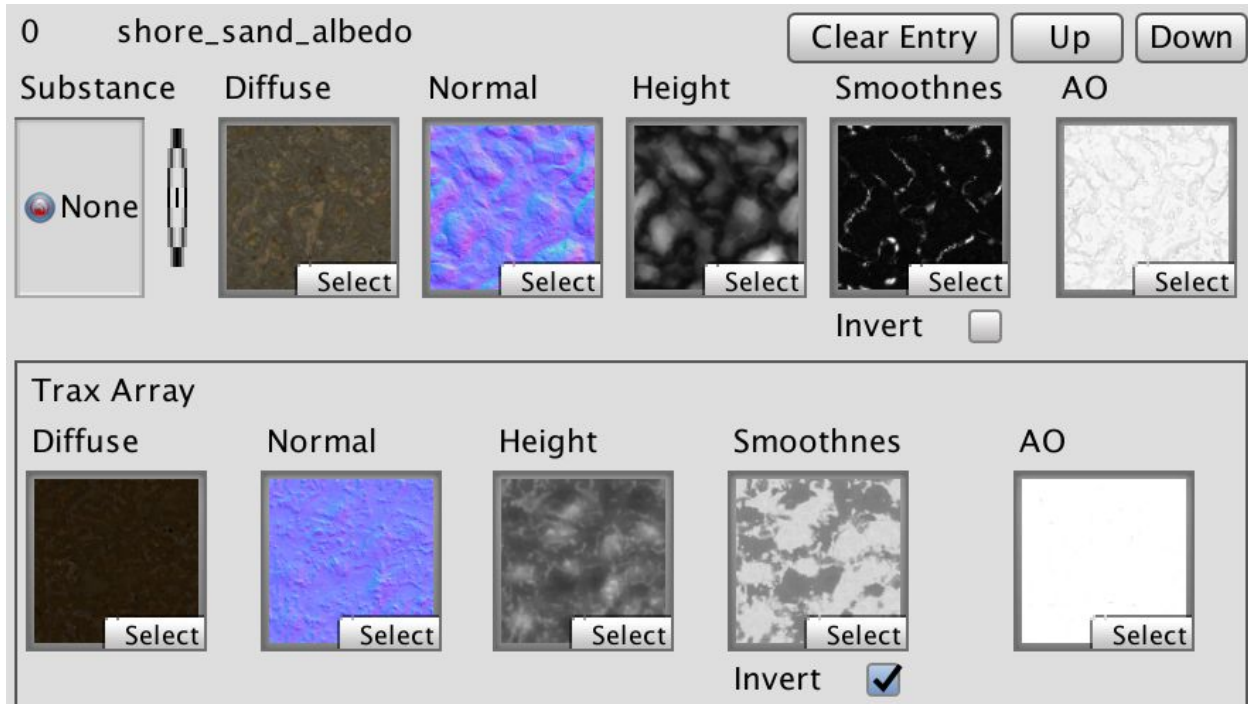 0 shore_sand_albedo Clear Entry Up Down
Substance Diffuse Normal Height Smoothnes AO
None Select Select Select Select Select
Invert
Trax Array
Diffuse Normal Height Smoothnes AO
Select Select Select Select Select
Invert